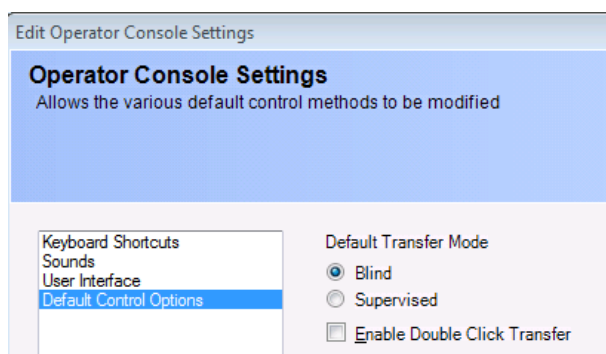 Edit Operator Console Settings
Operator Console Settings
Allows the various default control methods to be modified
Keyboard Shortcuts
Sounds
User Interface
Default Control Options
Default Transfer Mode
Blind
Supervised
Enable Double Click Transfer